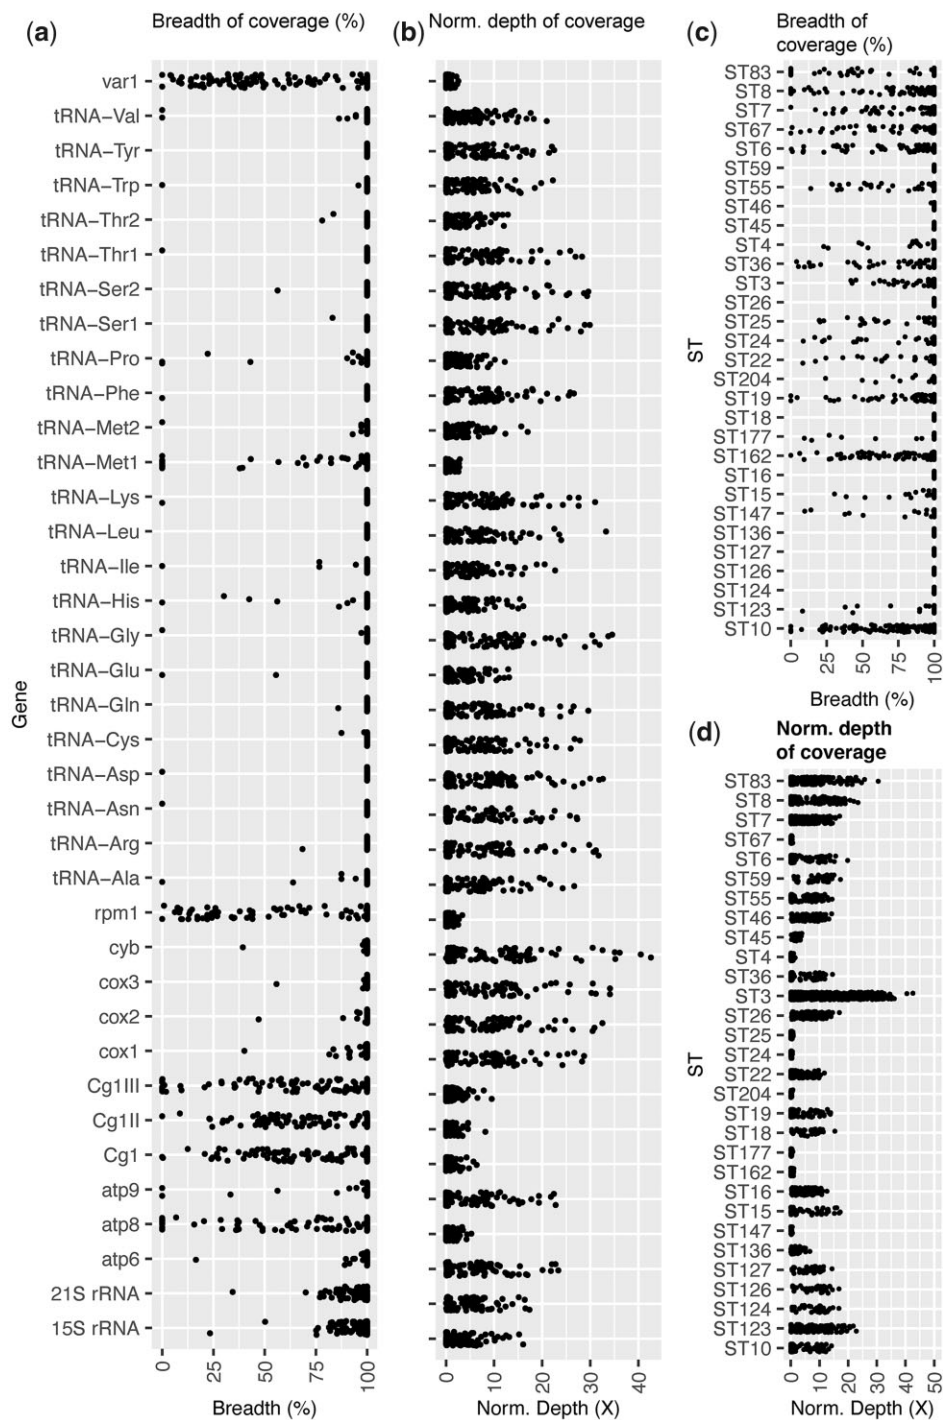 (a)
Breadth of coverage (%)
Gene
var1
tRNA–Val
tRNA–Tyr
tRNA–Trp
tRNA–Thr2
tRNA–Thr1
tRNA–Ser2
tRNA–Ser1
tRNA–Pro
tRNA–Phe
tRNA–Met2
tRNA–Met1
tRNA–Lys
tRNA–Leu
tRNA–Ile
tRNA–His
tRNA–Gly
tRNA–Glu
tRNA–Gln
tRNA–Cys
tRNA–Asp
tRNA–Asn
tRNA–Arg
tRNA–Ala
rpm1
cyb
cox3
cox2
cox1
Cg1III
Cg1II
Cg1
atp9
atp8
atp6
21S rRNA
15S rRNA
0
25
50
75
100
Breadth (%)
(b)
Norm. depth of coverage
0
10
20
30
40
Norm. Depth (X)
(c)
Breadth of
coverage (%)
ST
ST83
ST8
ST7
ST67
ST6
ST59
ST55
ST46
ST45
ST4
ST36
ST3
ST26
ST25
ST24
ST22
ST204
ST19
ST18
ST177
ST162
ST16
ST15
ST147
ST136
ST127
ST126
ST124
ST123
ST10
0
25
50
75
100
Breadth (%)
(d)
Norm. depth
of coverage
ST
ST83
ST8
ST7
ST67
ST6
ST59
ST55
ST46
ST45
ST4
ST36
ST3
ST26
ST25
ST24
ST22
ST204
ST19
ST18
ST177
ST162
ST16
ST15
ST147
ST136
ST127
ST126
ST124
ST123
ST10
0
10
20
30
40
50
Norm. Depth (X)